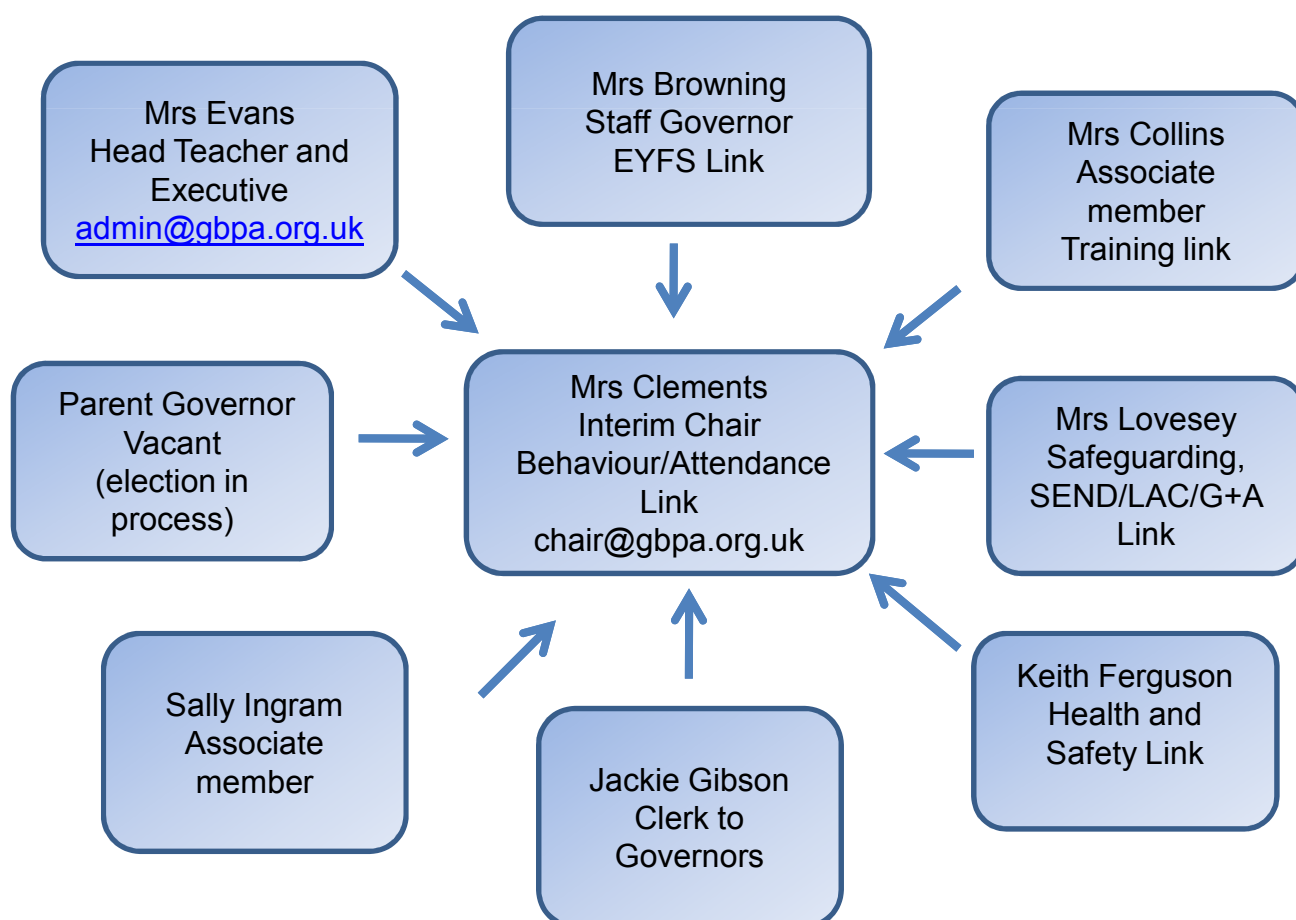 Mrs Evans
Head Teacher and
Executive
admin@gbpa.org.uk
Mrs Browning
Staff Governor
EYFS Link
Mrs Collins
Associate
member
Training link
Parent Governor
Vacant
(election in
process)
Mrs Clements
Interim Chair
Behaviour/Attendance
Link
chair@gbpa.org.uk
Mrs Lovesey
Safeguarding,
SEND/LAC/G+A
Link
Sally Ingram
Associate
member
Jackie Gibson
Clerk to
Governors
Keith Ferguson
Health and
Safety Link